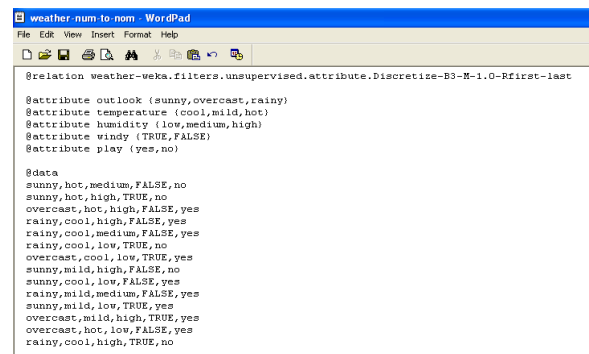 weather-num-to-nom - WordPad
File Edit View Insert Format Help
@relation weather-weka.filters.unsupervised.attribute.Discretize-B3-M-1.0-Rfirst-last
@attribute outlook {sunny,overcast,rainy}
@attribute temperature {cool,mild,hot}
@attribute humidity {low,medium,high}
@attribute windy {TRUE,FALSE}
@attribute play {yes,no}
@data
sunny,hot,medium,FALSE,no
sunny,hot,high,TRUE,no
overcast,hot,high,FALSE,yes
rainy,cool,high,FALSE,yes
rainy,cool,medium,FALSE,yes
rainy,cool,low,TRUE,no
overcast,cool,low,TRUE,yes
sunny,mild,high,FALSE,no
sunny,cool,low,FALSE,yes
rainy,mild,medium,FALSE,yes
sunny,mild,low,TRUE,yes
overcast,mild,high,TRUE,yes
overcast,hot,low,FALSE,yes
rainy,cool,high,TRUE,no